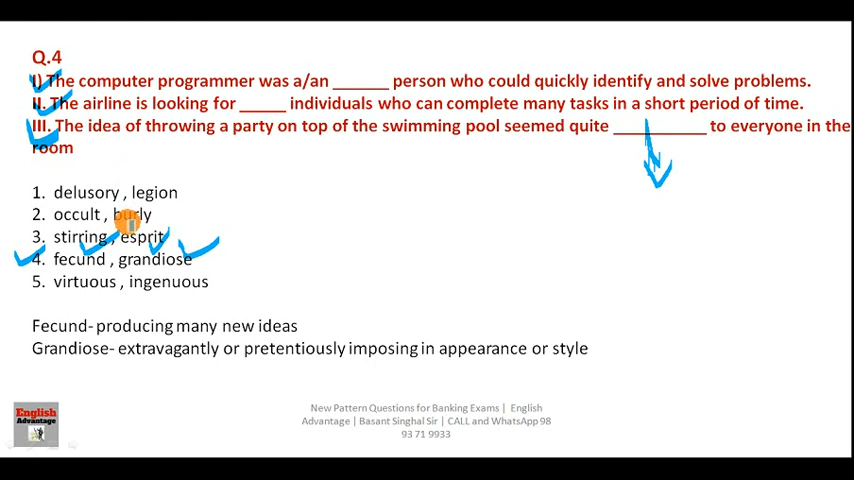 Q.4
I) The computer programmer was a/an ______ person who could quickly identify and solve problems.
II. The airline is looking for _____ individuals who can complete many tasks in a short period of time.
III. The idea of throwing a party on top of the swimming pool seemed quite __________ to everyone in the
room
1. delusory , legion
2. occult , burly
3. stirring , esprit
4. fecund , grandiose
5. virtuous , ingenuous
Fecund- producing many new ideas
Grandiose- extravagantly or pretentiously imposing in appearance or style
English
Advantage
New Pattern Questions for Banking Exams | English
Advantage | Basant Singhal Sir | CALL and WhatsApp 98
93 71 9933